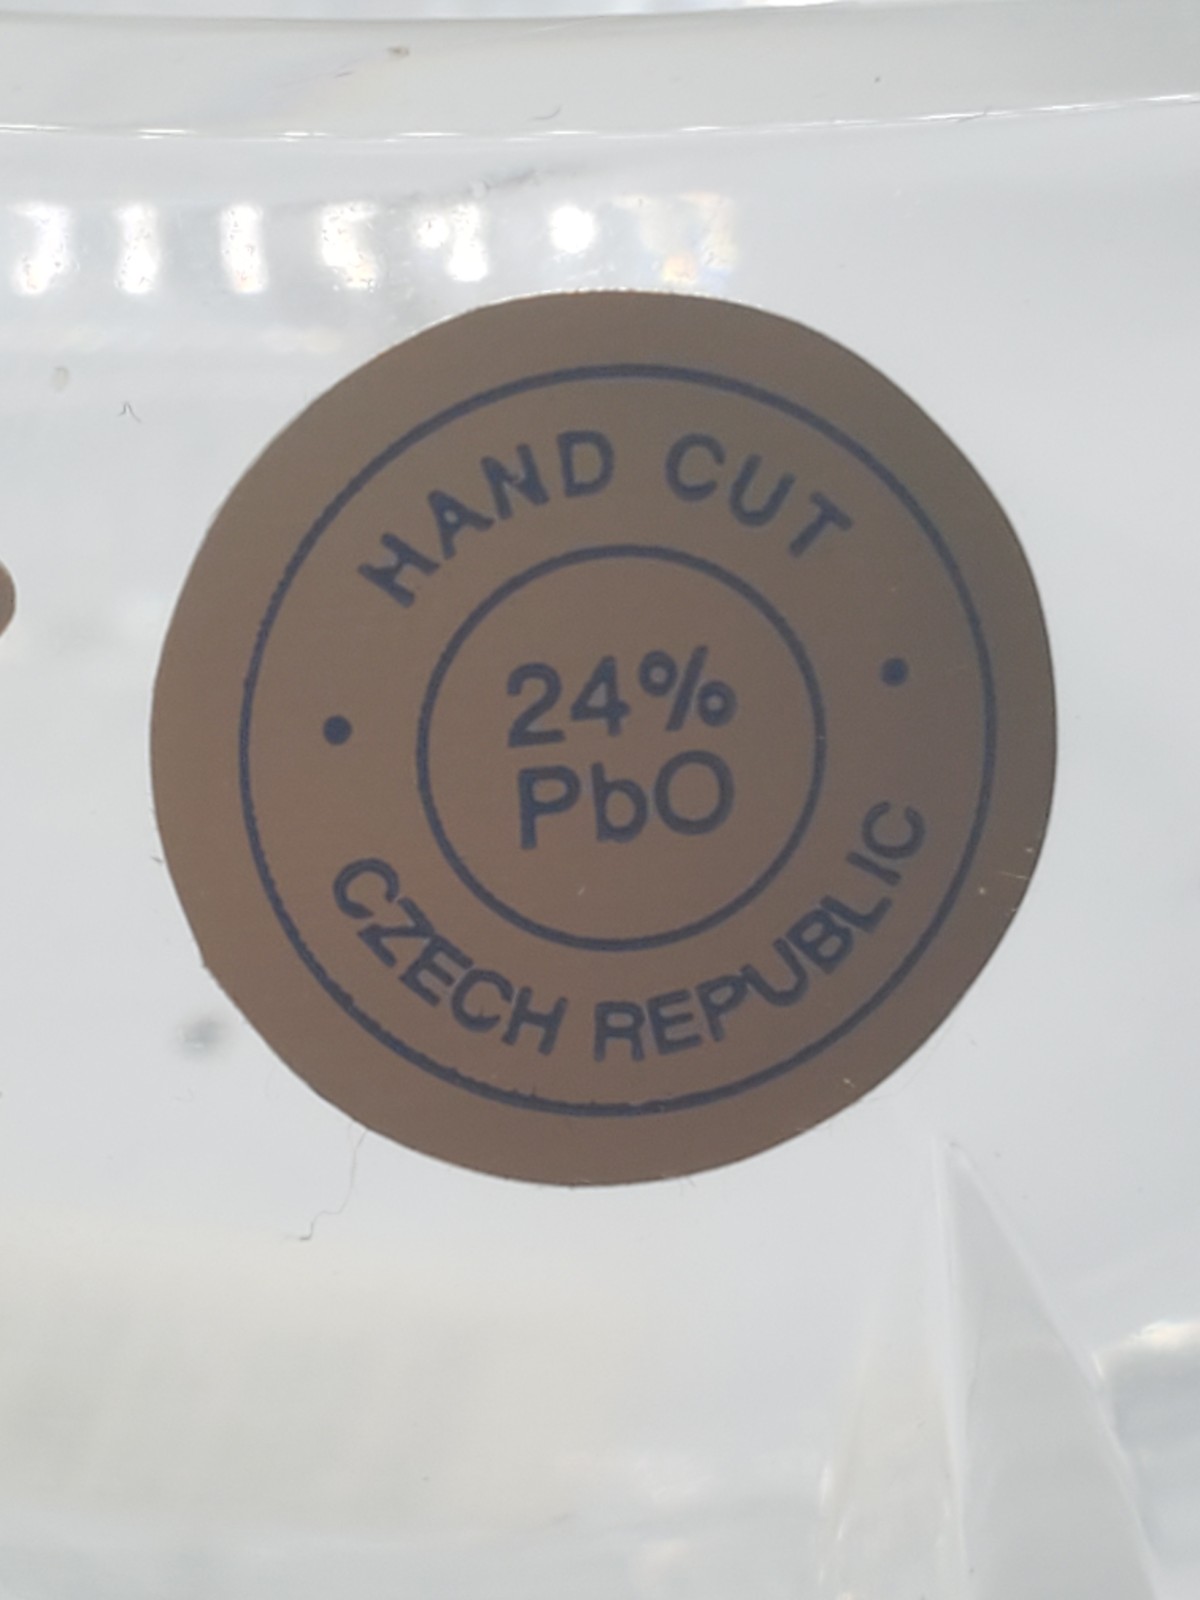 HAND CUT
24%
PbO
CZECH REPUBLIC